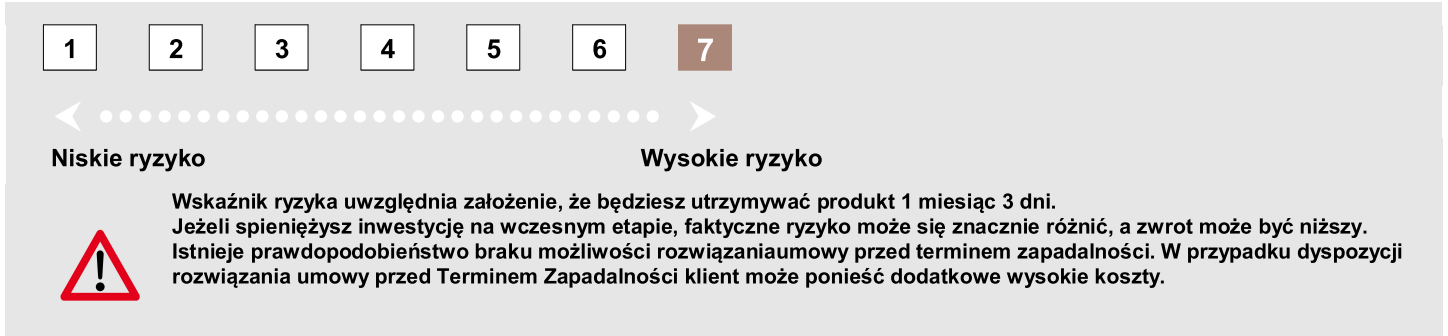 1 2 3 4 5 6 7
Niskie ryzyko Wysokie ryzyko
Wskaźnik ryzyka uwzględnia założenie, że będziesz utrzymywać produkt 1 miesiąc 3 dni.
Jeżeli spieniężysz inwestycję na wczesnym etapie, faktyczne ryzyko może się znacznie różnić, a zwrot może być niższy.
Istnieje prawdopodobieństwo braku możliwości rozwiązaniaumowy przed terminem zapadalności. W przypadku dyspozycji
rozwiązania umowy przed Terminem Zapadalności klient może ponieść dodatkowe wysokie koszty.